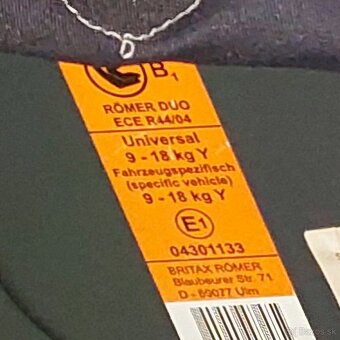 B1
RÖMER DUO
ECE R44/04
Universal
9 - 18 kg Y
Fahrzeugspezifisch
(specific vehicle)
9 - 18 kg Y
E1
04301133
BRITAX RÖMER
Blaubeurer Str. 71
D - 89077 Ulm